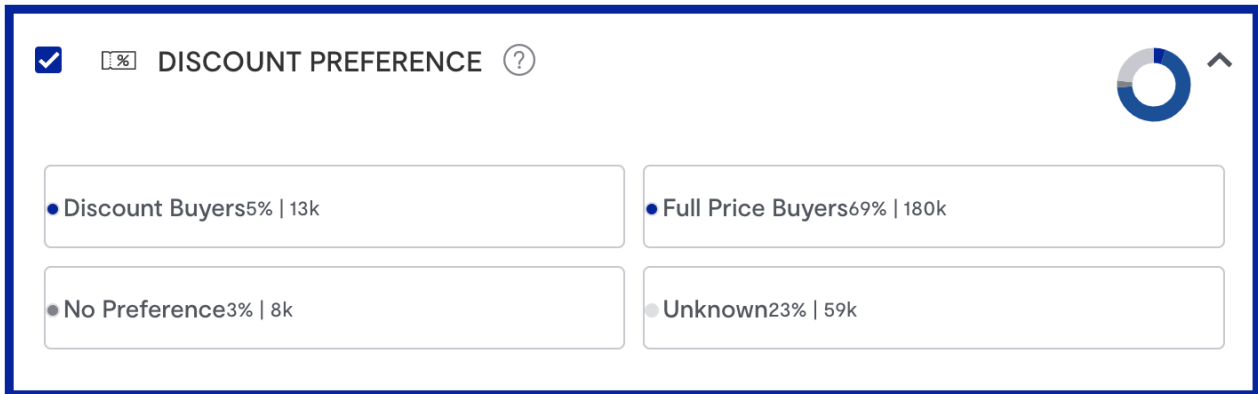 % DISCOUNT PREFERENCE ?
Discount Buyers5% | 13k
Full Price Buyers69% | 180k
No Preference3% | 8k
Unknown23% | 59k